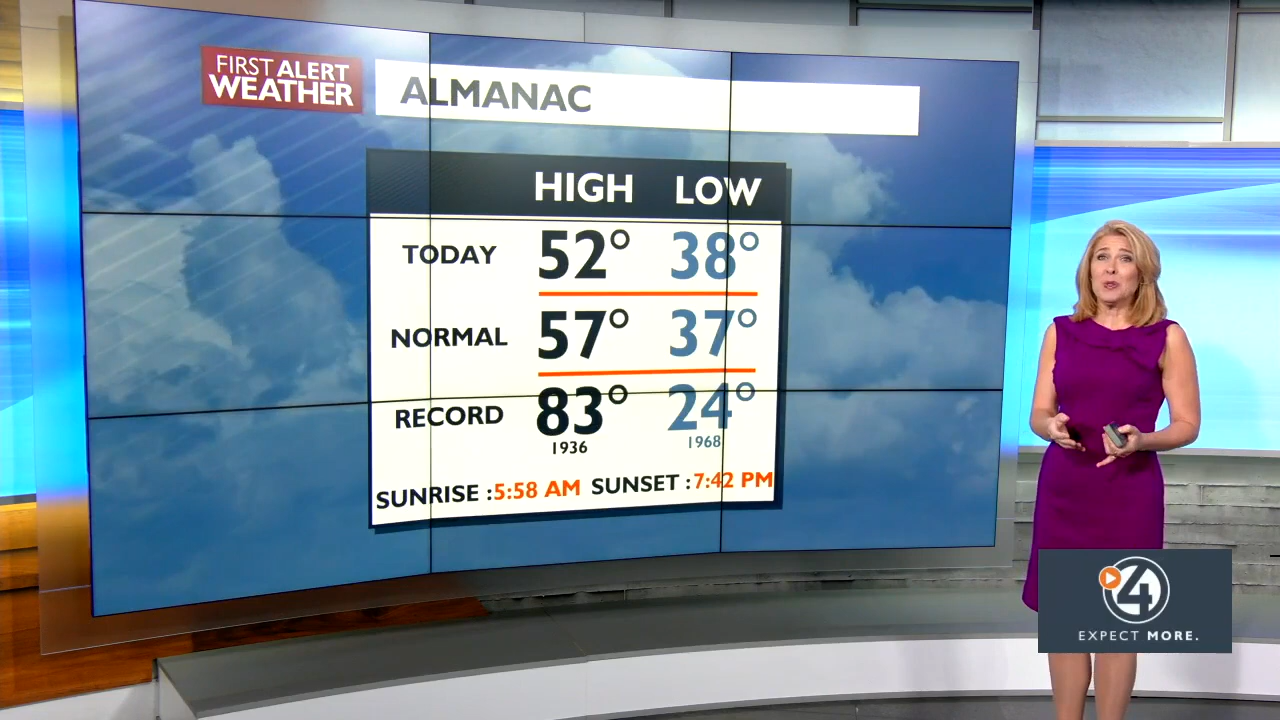 FIRST ALERT
WEATHER
ALMANAC
HIGH LOW
TODAY 52° 38°
NORMAL 57° 37°
RECORD 83° 24°
1936 1968
SUNRISE :5:58 AM SUNSET :7:42 PM
4
EXPECT MORE.